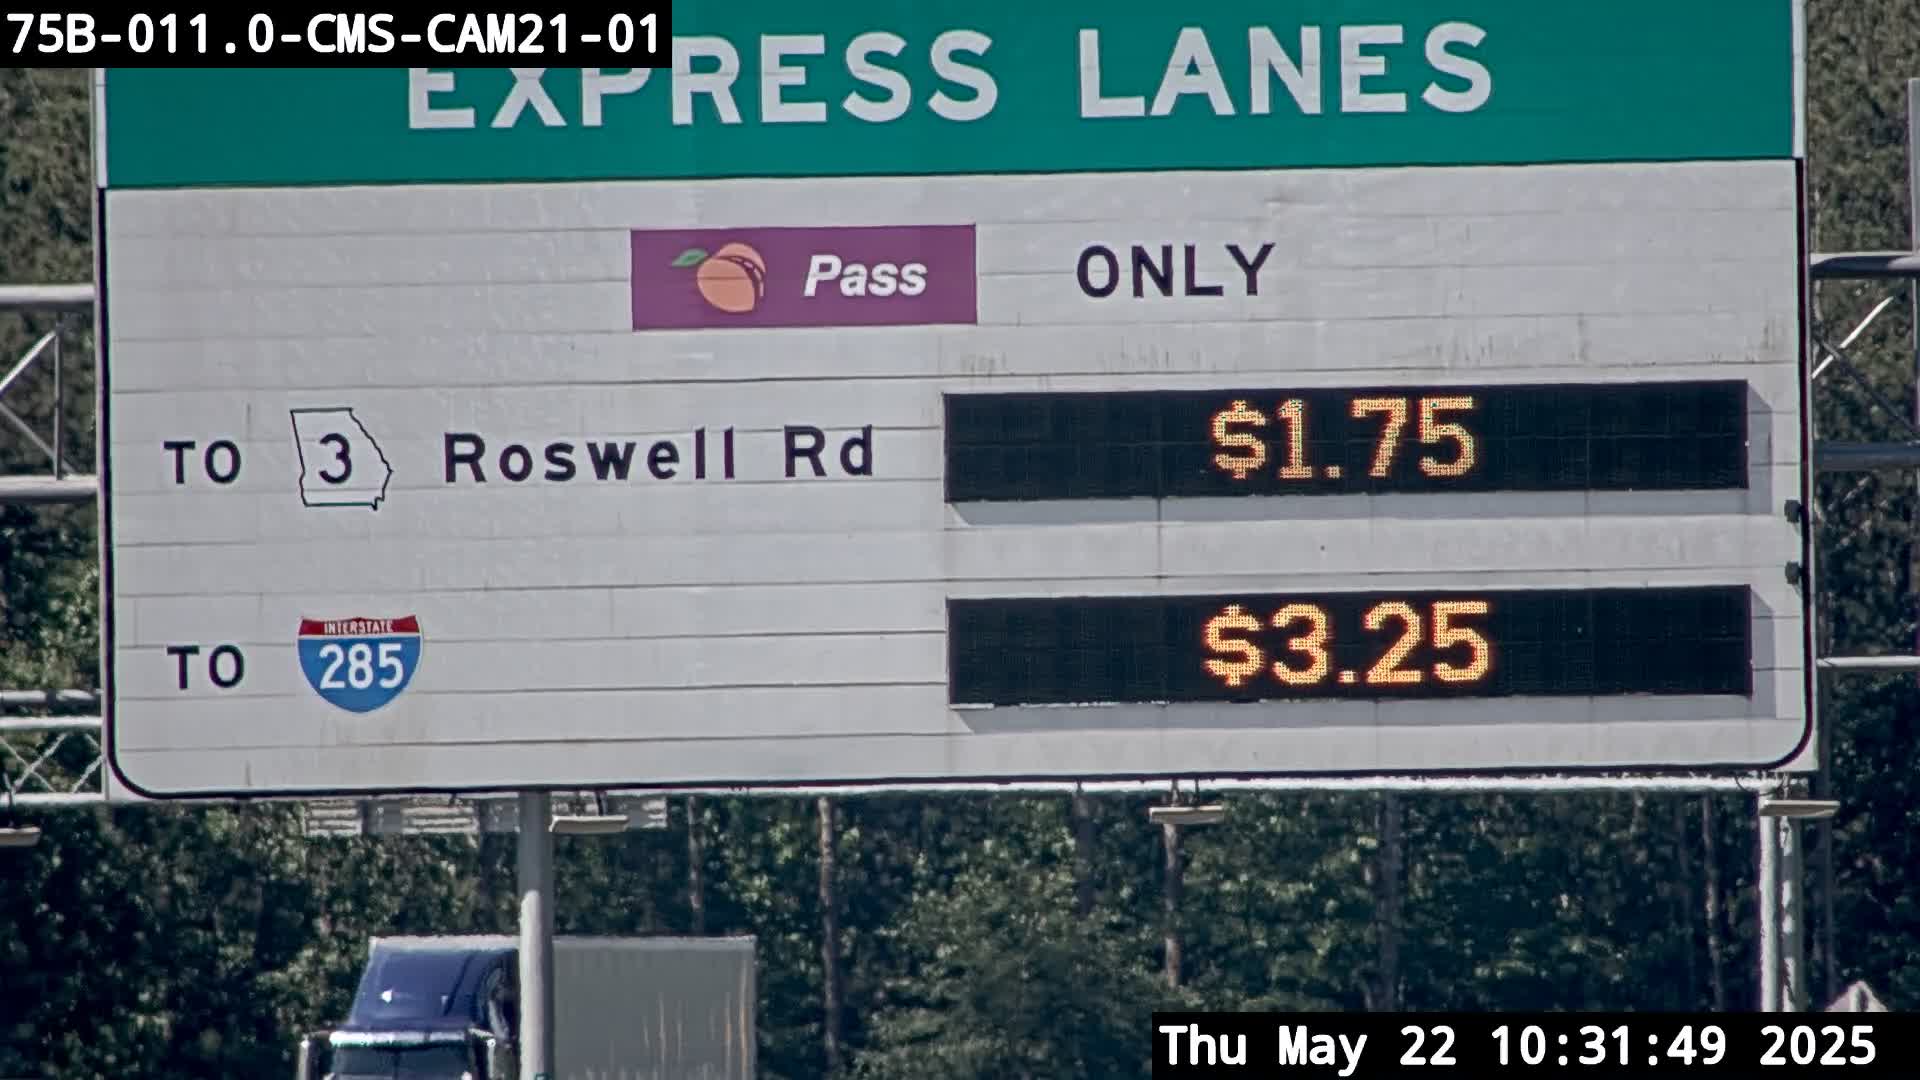 75B-011.0-CMS-CAM21-01
EXPRESS LANES
Pass ONLY
TO 3 Roswell Rd $1.75
INTERSTATE
TO 285 $3.25
Thu May 22 10:31:49 2025